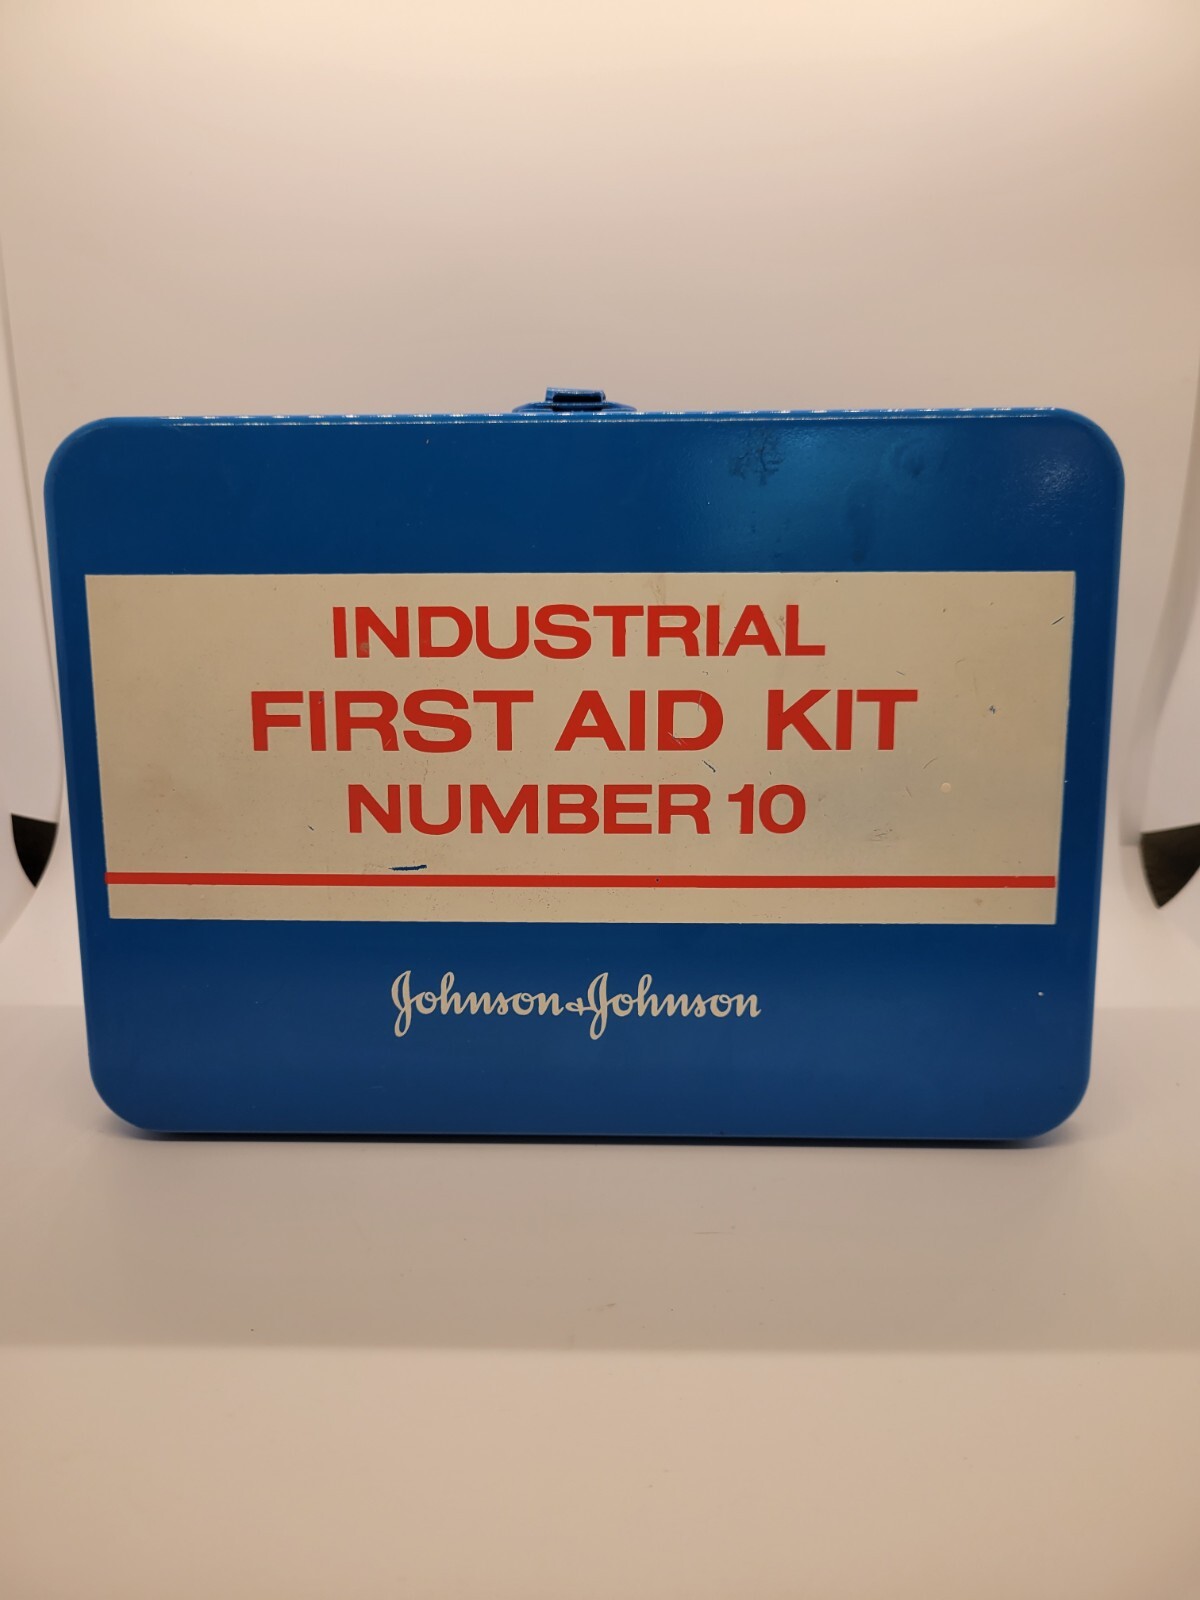 INDUSTRIAL
FIRST AID KIT
NUMBER 10
Johnson & Johnson